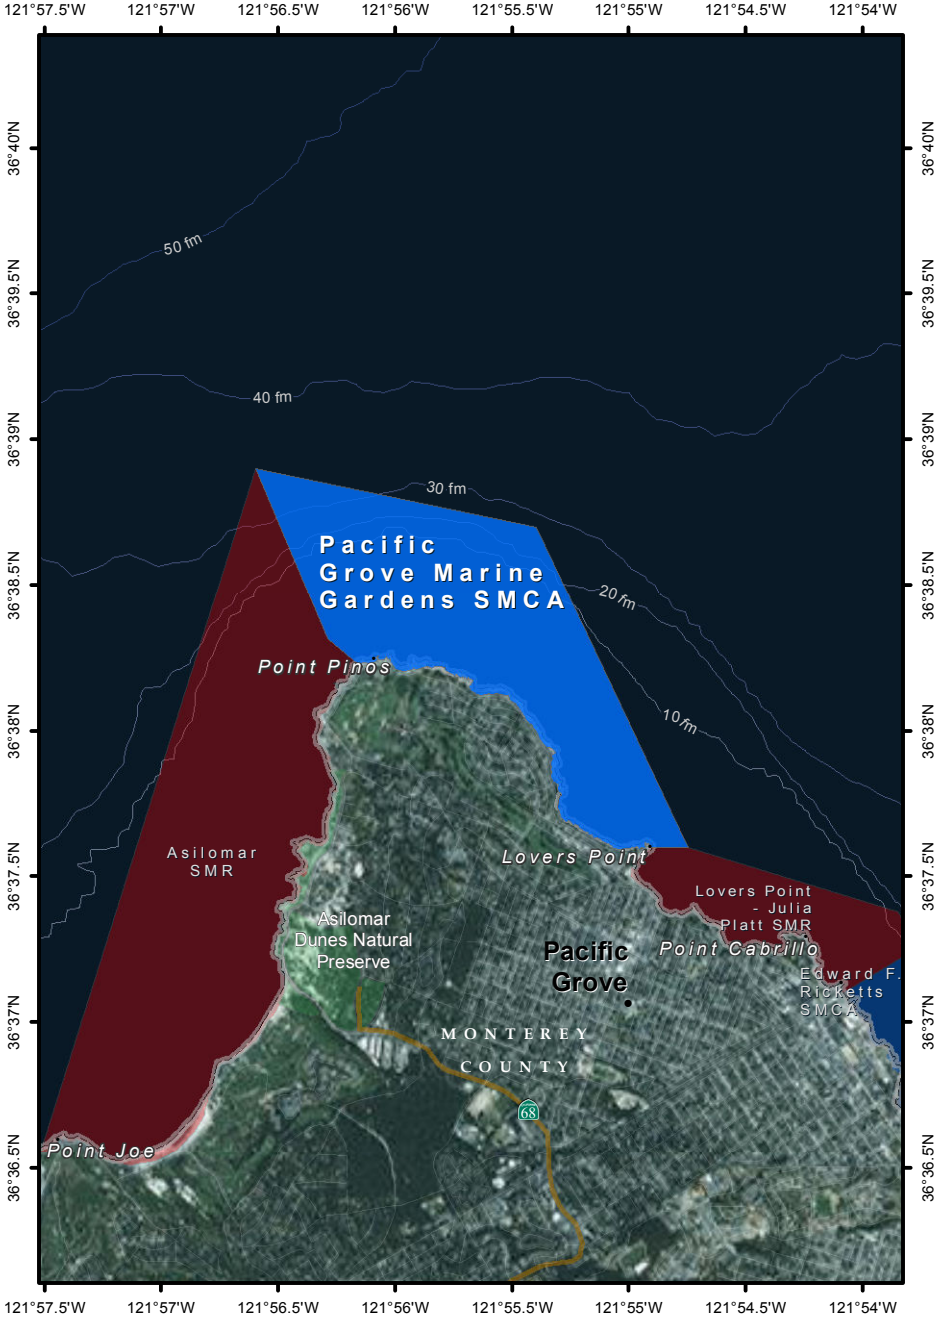 121°57.5'W 121°57'W 121°56.5'W 121°56'W 121°55.5'W 121°55'W 121°54.5'W 121°54'W
36°40'N 36°40'N
50 fm
36°39.5'N 36°39.5'N
40 fm
36°39'N 36°39'N
30 fm
Pacific
Grove Marine
Gardens SMCA
36°38.5'N 36°38.5'N
20 fm
Point Pinos
10 fm
36°38'N 36°38'N
Asilomar
SMR
Lovers Point
36°37.5'N 36°37.5'N
Lovers Point
- Julia
Platt SMR
Asilomar
Dunes Natural
Preserve
Pacific
Grove
Point Cabrillo
Edward F.
Ricketts
SMCA
36°37'N 36°37'N
MONTEREY
COUNTY
68
Point Joe
36°36.5'N 36°36.5'N
121°57.5'W 121°57'W 121°56.5'W 121°56'W 121°55.5'W 121°55'W 121°54.5'W 121°54'W